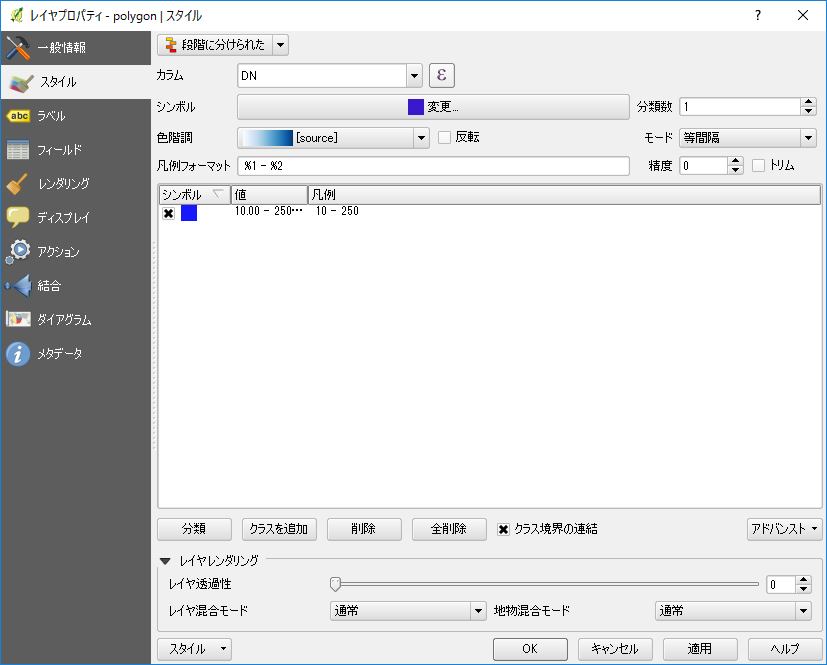 レイヤプロパティ - polygon | スタイル
?
一般情報
スタイル
abc ラベル
フィールド
レンダリング
ディスプレイ
アクション
結合
ダイアグラム
メタデータ
段階に分けられた
カラム DN ε
シンボル 変更... 分類数 1
色階調 [source] 反転 モード 等間隔
凡例フォーマット %1 - %2 精度 0 トリム
シンボル 値 凡例
10.00 - 250… 10 - 250
分類 クラスを追加 削除 全削除 クラス境界の連結 アドバンスト
レイヤレンダリング
レイヤ透過性 0
レイヤ混合モード 通常 地物混合モード 通常
スタイル OK キャンセル 適用 ヘルプ